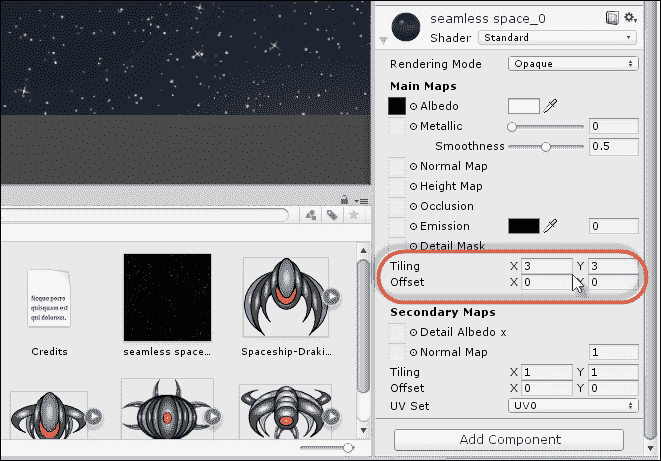 seamless space_0
Shader Standard
Rendering Mode Opaque
Main Maps
Albedo
Metallic 0
Smoothness 0.5
Normal Map
Height Map
Occlusion
Emission 0
Detail Mask
Tiling X 3 Y 3
Offset X 0 Y 0
Secondary Maps
Detail Albedo x
Normal Map 1
Tiling X 1 Y 1
Offset X 0 Y 0
UV Set UV0
Add Component
Neque porro
quisquam est
qui dolorem.
Credits
seamless space...
Spaceship-Draki...